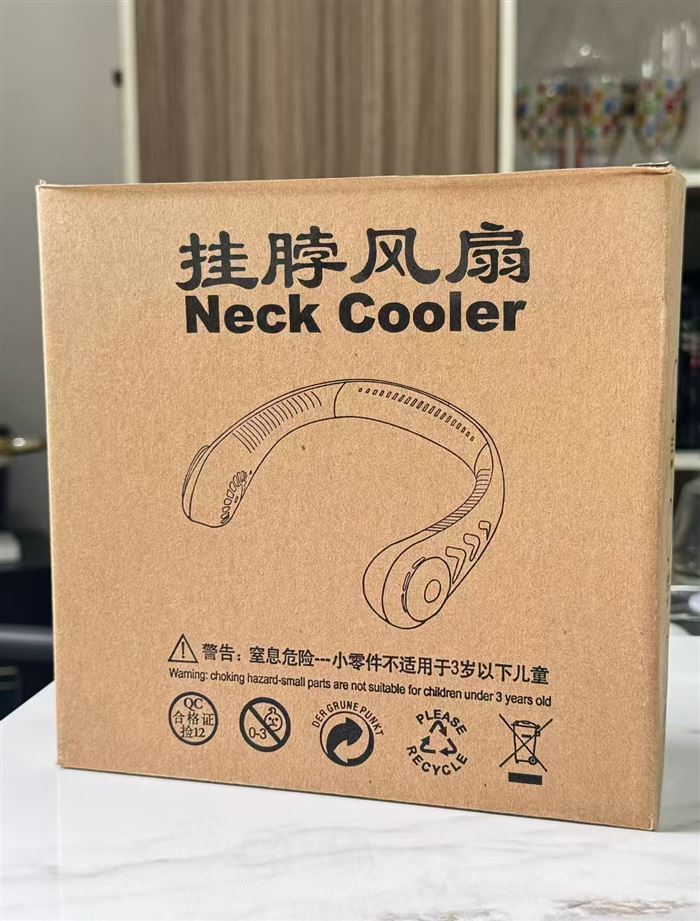 挂脖风扇
Neck Cooler
警告：窒息危险---小零件不适用于3岁以下儿童
Warning: choking hazard-small parts are not suitable for children under 3 years old
QC
合格证
捡12
0-3
DER GRUNE PUNKT
PLEASE
RECYCLE